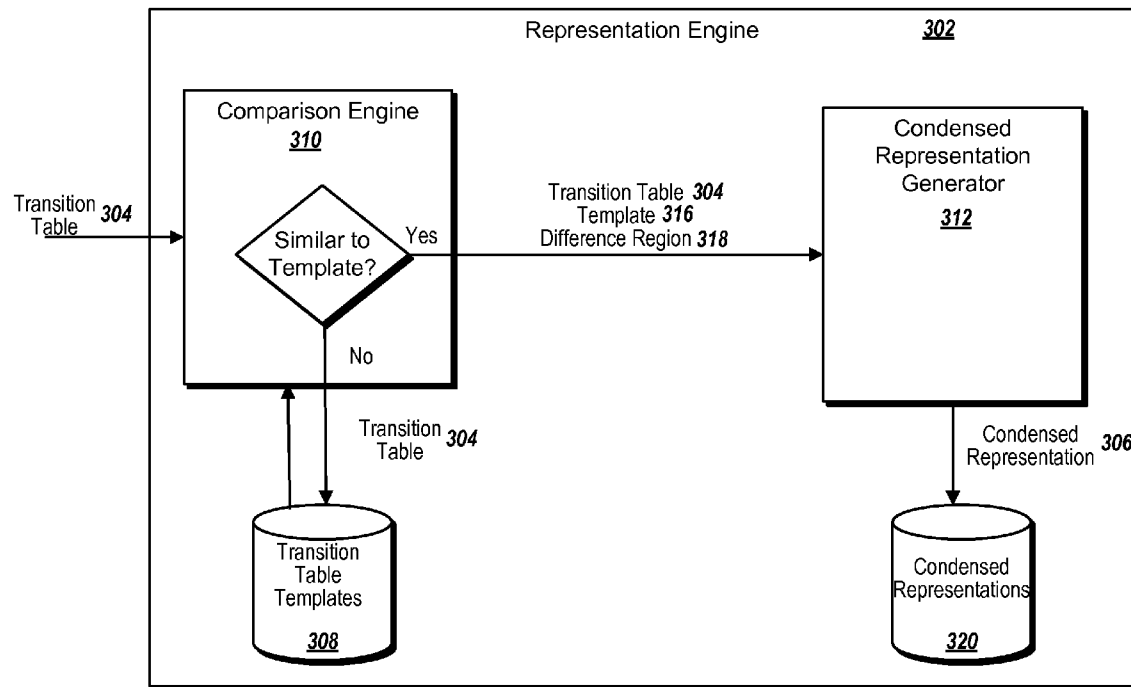 Representation Engine 302
Comparison Engine
310
Condensed
Representation
Generator
312
Transition
Table 304
Similar to
Template?
Yes
Transition Table 304
Template 316
Difference Region 318
No
Transition
Table 304
Condensed
Representation 306
Transition
Table
Templates
308
Condensed
Representations
320